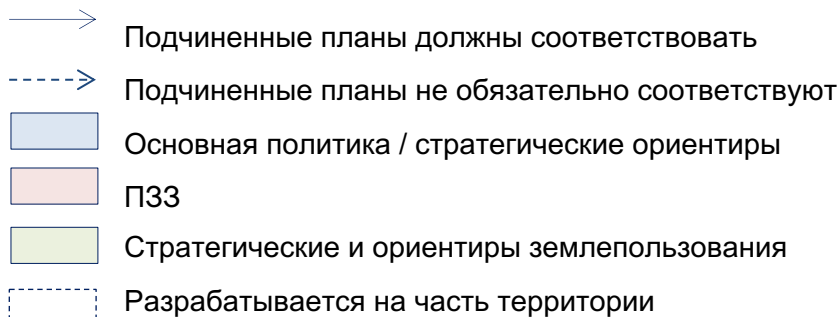 Подчиненные планы должны соответствовать
Подчиненные планы не обязательно соответствуют
Основная политика / стратегические ориентиры
ПЗЗ
Стратегические и ориентиры землепользования
Разрабатывается на часть территории